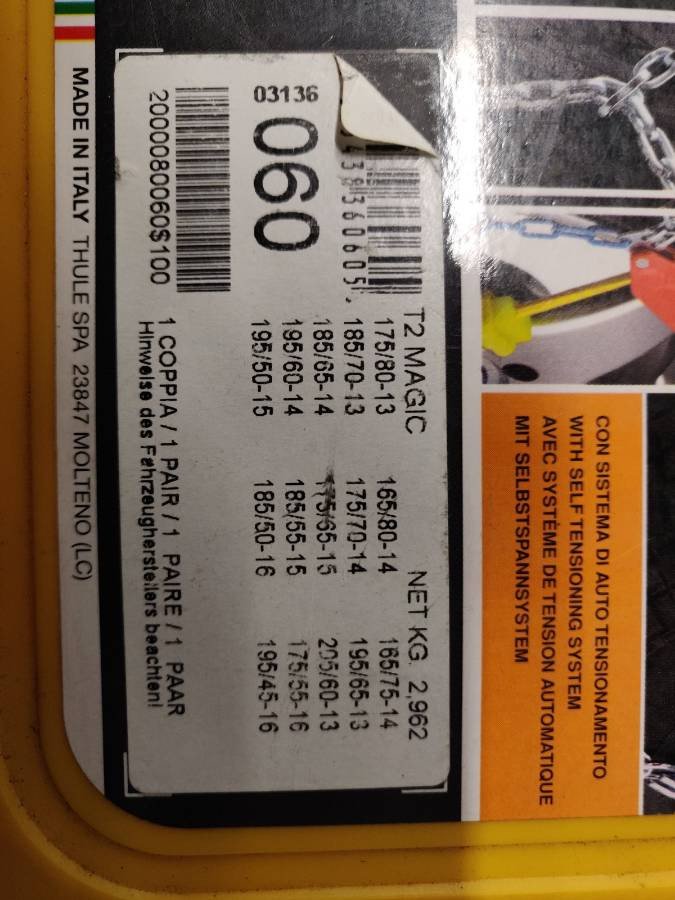 T2 MAGIC NET KG. 2,962
175/80-13 165/80-14 165/75-14
185/70-13 175/70-14 195/65-13
185/65-14 175/65-15 205/60-13
195/60-14 185/55-15 175/55-16
195/50-15 185/50-16 195/45-16
38360605
03136
060
2000080060$100
1 COPPIA / 1 PAIR / 1 PAIRE / 1 PAAR
Hinweise des Fahrzeugherstellers beachten!
MADE IN ITALY THULE SPA 23847 MOLTENO (LC)
CON SISTEMA DI AUTO TENSIONAMENTO
WITH SELF TENSIONING SYSTEM
AVEC SYSTÈME DE TENSION AUTOMATIQUE
MIT SELBSTSPANNSYSTEM